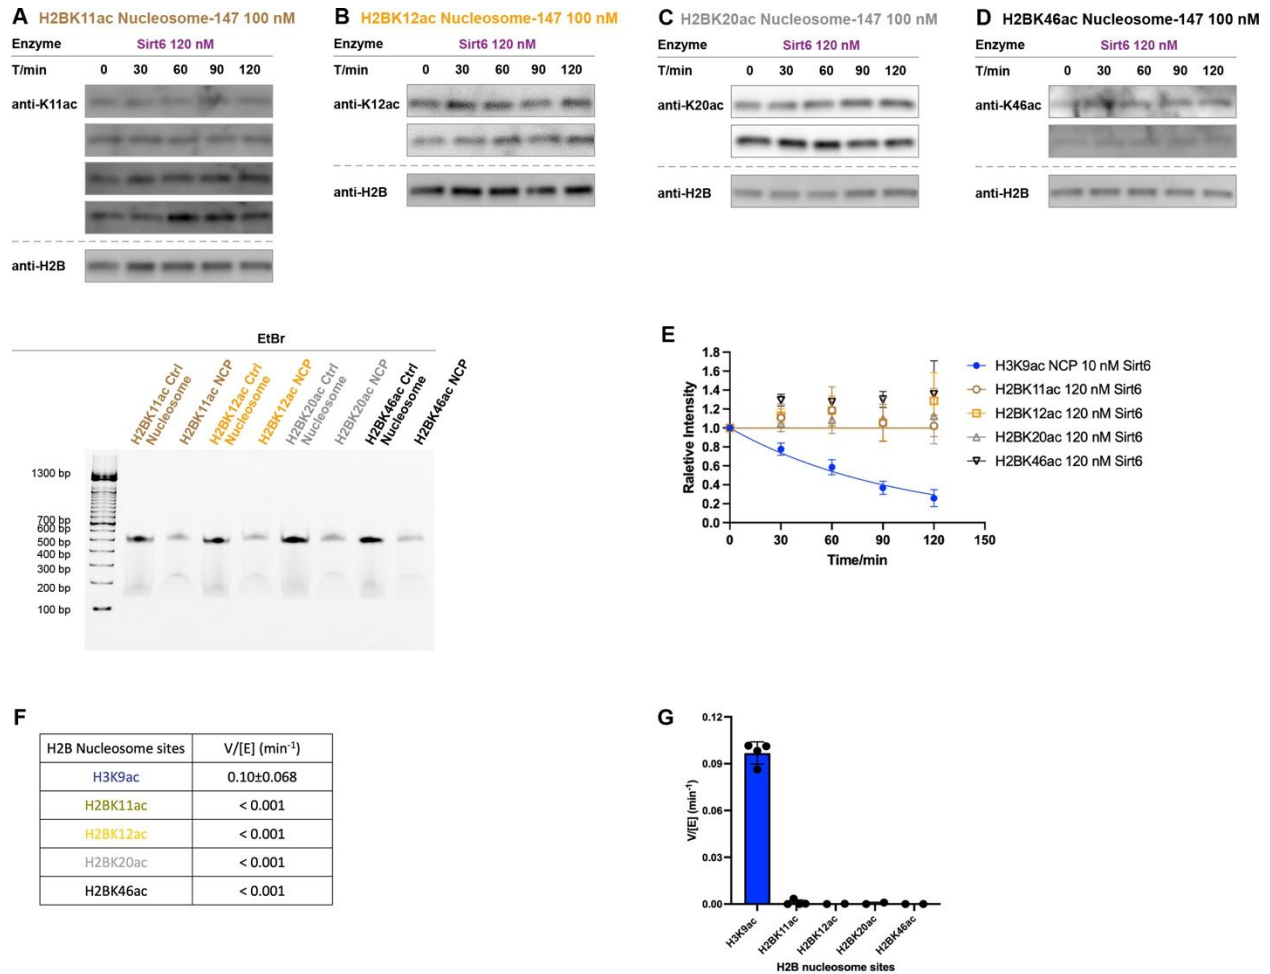 A H2BK11ac Nucleosome-147 100 nM
Enzyme Sirt6 120 nM
T/min 0 30 60 90 120
anti-K11ac
anti-H2B
B H2BK12ac Nucleosome-147 100 nM
Enzyme Sirt6 120 nM
T/min 0 30 60 90 120
anti-K12ac
anti-H2B
C H2BK20ac Nucleosome-147 100 nM
Enzyme Sirt6 120 nM
T/min 0 30 60 90 120
anti-K20ac
anti-H2B
D H2BK46ac Nucleosome-147 100 nM
Enzyme Sirt6 120 nM
T/min 0 30 60 90 120
anti-K46ac
anti-H2B
EtBr
H2BK11ac Ctrl
Nucleosome
H2BK11ac NCP
H2BK12ac Ctrl
Nucleosome
H2BK12ac NCP
H2BK20ac Ctrl
Nucleosome
H2BK20ac NCP
H2BK46ac Ctrl
Nucleosome
H2BK46ac NCP
1300 bp
700 bp
600 bp
500 bp
400 bp
300 bp
200 bp
100 bp
E
Raletive Intensity
1.8
1.6
1.4
1.2
1.0
0.8
0.6
0.4
0.2
0.0
0 30 60 90 120 150
Time/min
H3K9ac NCP 10 nM Sirt6
H2BK11ac 120 nM Sirt6
H2BK12ac 120 nM Sirt6
H2BK20ac 120 nM Sirt6
H2BK46ac 120 nM Sirt6
F
H2B Nucleosome sites V/[E] (min⁻¹)
H3K9ac 0.10±0.068
H2BK11ac < 0.001
H2BK12ac < 0.001
H2BK20ac < 0.001
H2BK46ac < 0.001
G
V/[E] (min⁻¹)
0.12
0.09
0.06
0.03
0.00
H3K9ac
H2BK11ac
H2BK12ac
H2BK20ac
H2BK46ac
H2B nucleosome sites